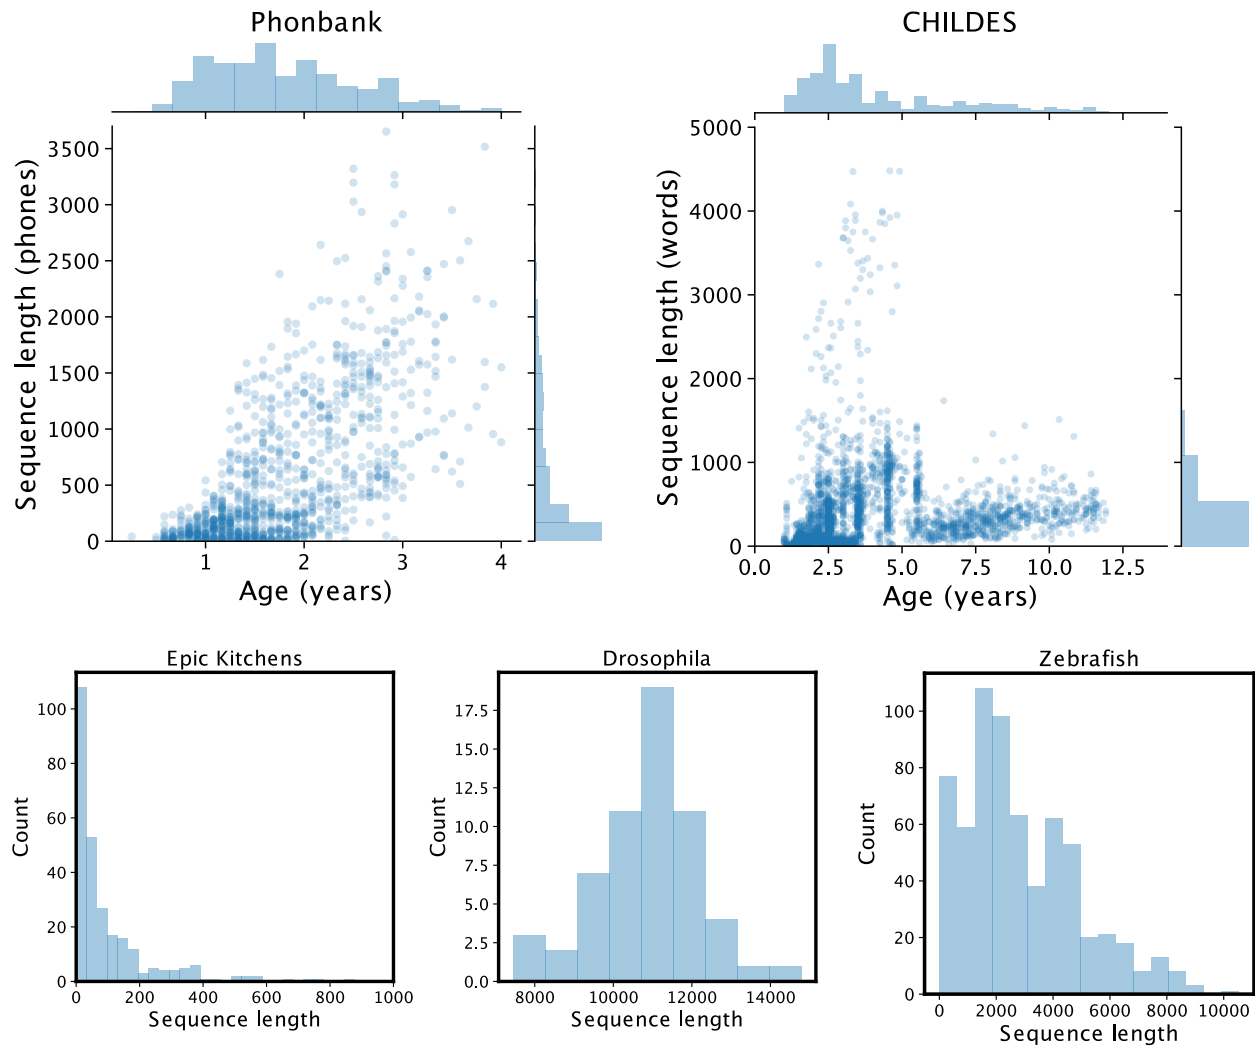 Phonbank
CHILDES
Sequence length (phones)
3500
3000
2500
2000
1500
1000
500
0
1 2 3 4
Age (years)
Sequence length (words)
5000
4000
3000
2000
1000
0
0.0 2.5 5.0 7.5 10.0 12.5
Age (years)
Epic Kitchens
Count
100
80
60
40
20
0
0 200 400 600 800 1000
Sequence length
Drosophila
Count
17.5
15.0
12.5
10.0
7.5
5.0
2.5
0.0
8000 10000 12000 14000
Sequence length
Zebrafish
Count
100
80
60
40
20
0
0 2000 4000 6000 8000 10000
Sequence length